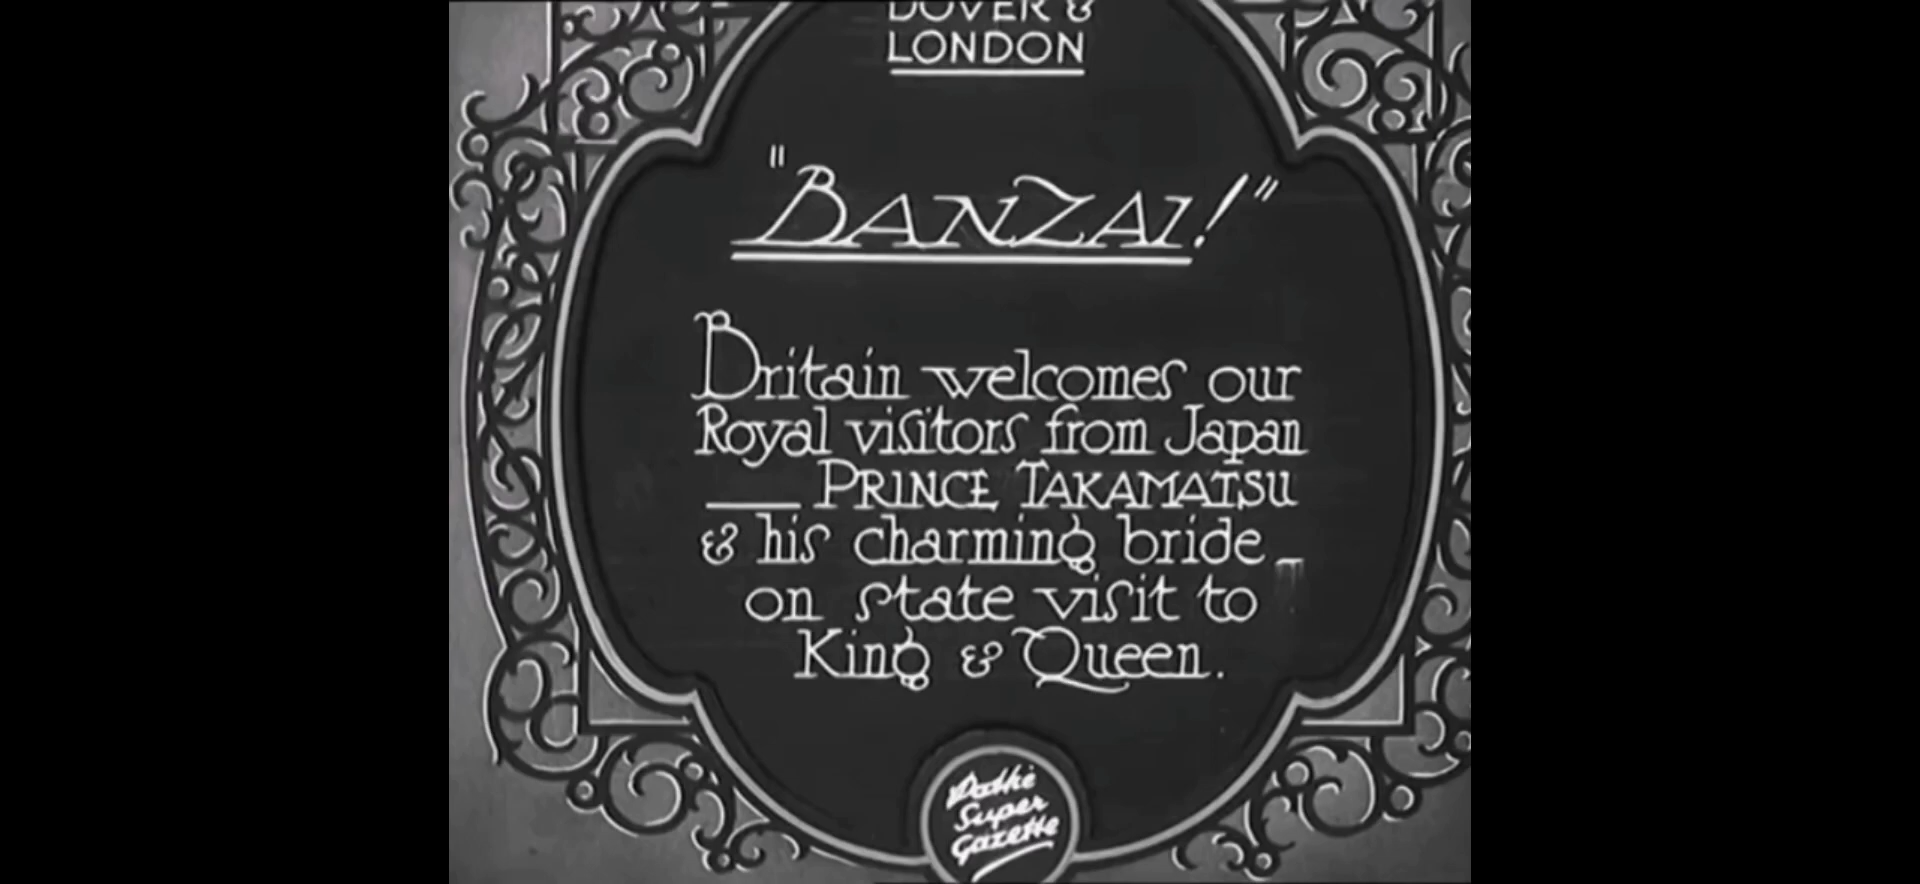 DOVER &
LONDON
"BANZAI!"
Britain welcomes our
Royal visitors from Japan
— PRINCE TAKAMATSU
& his charming bride —
on state visit to
King & Queen.
Pathé
Super
Gazette